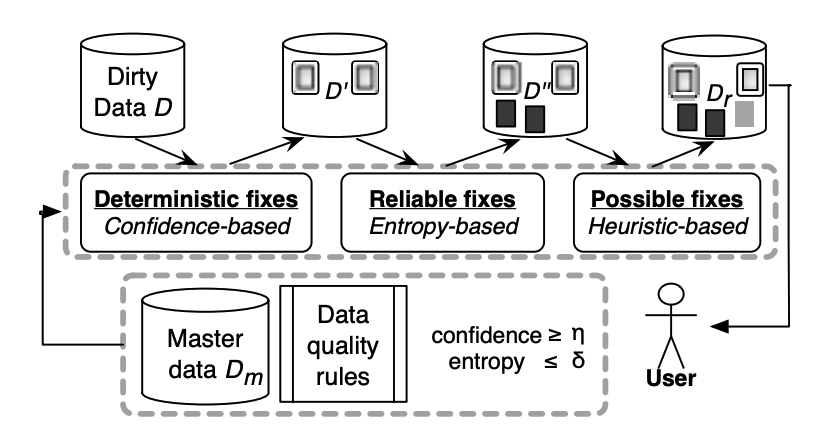 Dirty
Data D
D'
D"
Dr
Deterministic fixes
Confidence-based
Reliable fixes
Entropy-based
Possible fixes
Heuristic-based
Master
data Dm
Data
quality
rules
confidence ≥ η
entropy ≤ δ
User